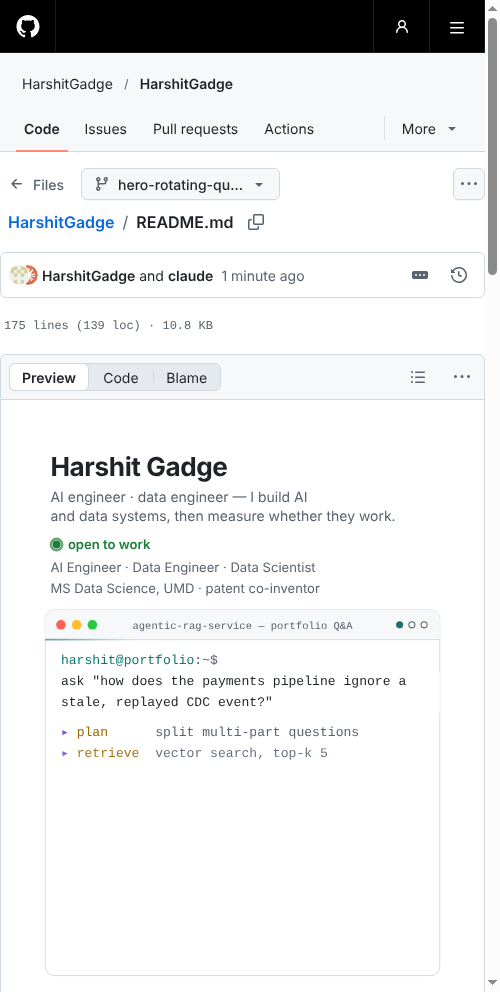 HarshitGadge / HarshitGadge
Code Issues Pull requests Actions More
Files hero-rotating-qu...
HarshitGadge / README.md
HarshitGadge and claude 1 minute ago
175 lines (139 loc) · 10.8 KB
Preview Code Blame
Harshit Gadge
AI engineer · data engineer — I build AI
and data systems, then measure whether they work.
open to work
AI Engineer · Data Engineer · Data Scientist
MS Data Science, UMD · patent co-inventor
agentic-rag-service — portfolio Q&A
harshit@portfolio:~$
ask "how does the payments pipeline ignore a
stale, replayed CDC event?"
▸ plan split multi-part questions
▸ retrieve vector search, top-k 5